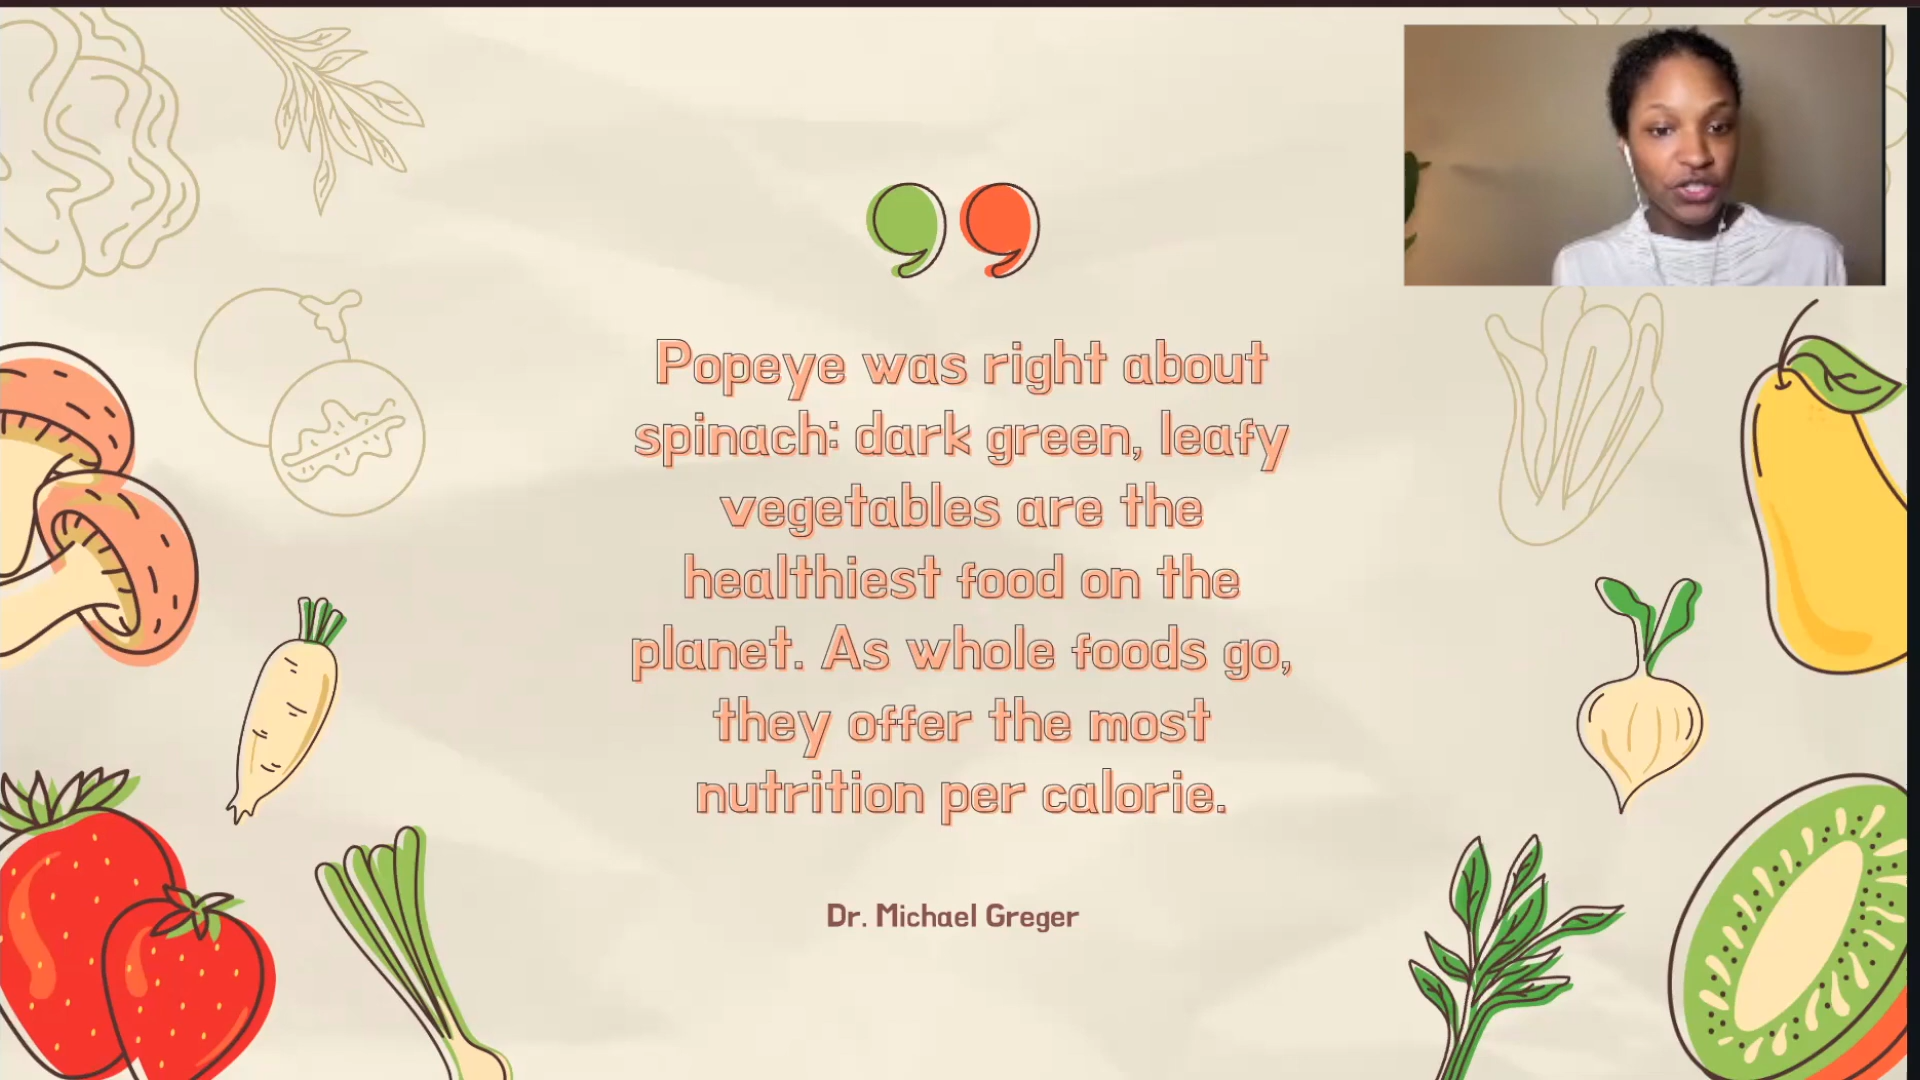 Popeye was right about
spinach: dark green, leafy
vegetables are the
healthiest food on the
planet. As whole foods go,
they offer the most
nutrition per calorie.
Dr. Michael Greger